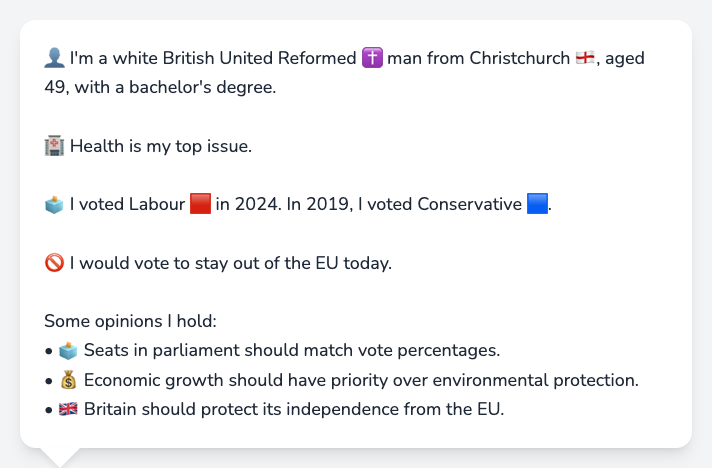 👤 I'm a white British United Reformed ✝️ man from Christchurch 🏴󠁧󠁢󠁥󠁮󠁧󠁿, aged
49, with a bachelor's degree.
🏥 Health is my top issue.
🗳️ I voted Labour 🟥 in 2024. In 2019, I voted Conservative 🟦.
🚫 I would vote to stay out of the EU today.
Some opinions I hold:
• 🗳️ Seats in parliament should match vote percentages.
• 💰 Economic growth should have priority over environmental protection.
• 🇬🇧 Britain should protect its independence from the EU.